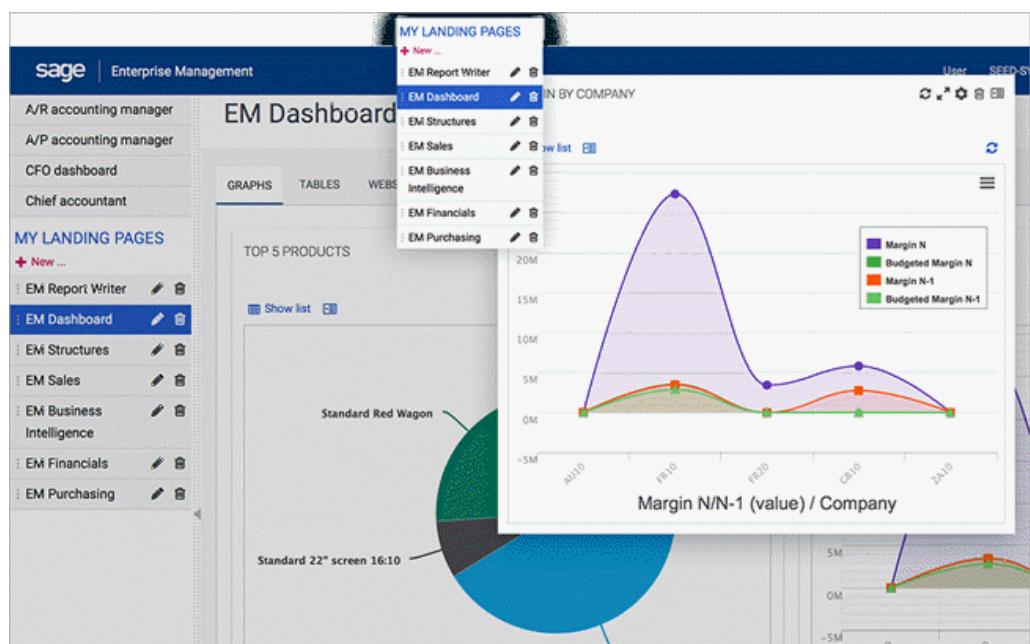 MY LANDING PAGES
+ New ...
EM Report Writer
EM Dashboard
EM Structures
EM Sales
EM Business
Intelligence
EM Financials
EM Purchasing
sage Enterprise Management
User
A/R accounting manager
A/P accounting manager
CFO dashboard
Chief accountant
MY LANDING PAGES
+ New ...
EM Report Writer
EM Dashboard
EM Structures
EM Sales
EM Business
Intelligence
EM Financials
EM Purchasing
EM Dashboard
GRAPHS TABLES
TOP 5 PRODUCTS
Show list
Standard Red Wagon
Standard 22" screen 16:10
IN BY COMPANY
list
Margin N
Budgeted Margin N
Margin N-1
Budgeted Margin N-1
20M
15M
10M
5M
0M
-5M
AU10 FR10 FR20 GB10 ZA10
Margin N/N-1 (value) / Company
5M
0M
-5M